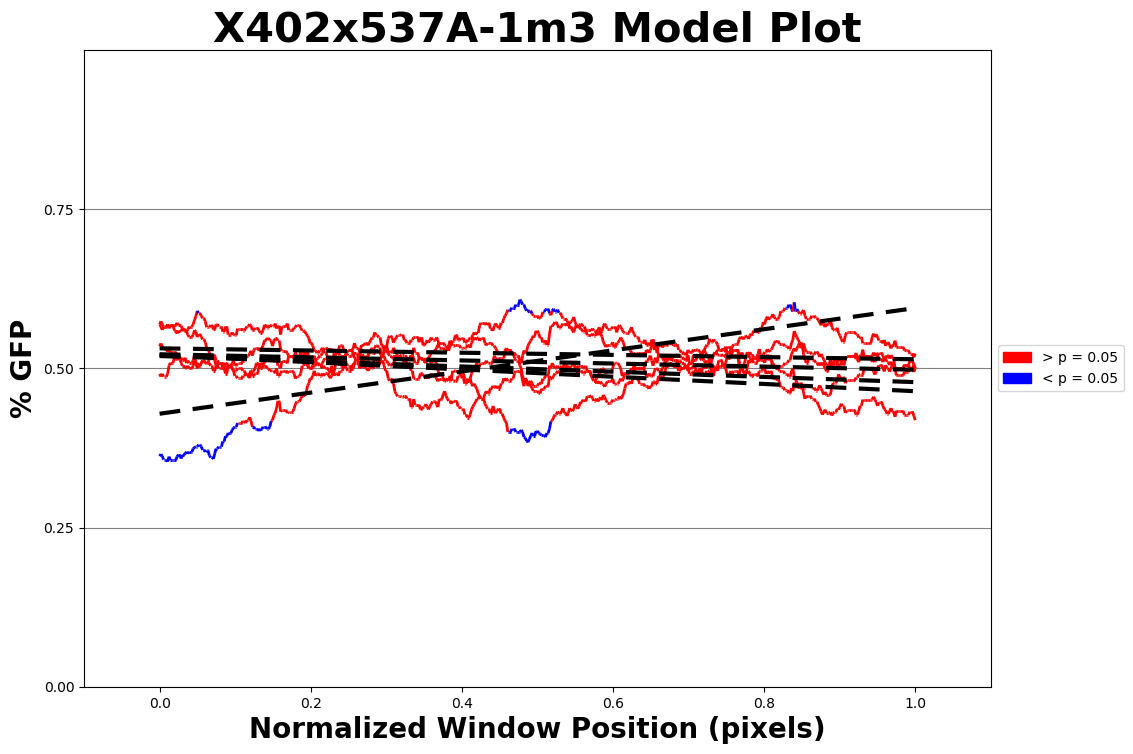 X402x537A-1m3 Model Plot
% GFP
0.75
0.50
0.25
0.00
0.0 0.2 0.4 0.6 0.8 1.0
Normalized Window Position (pixels)
> p = 0.05
< p = 0.05